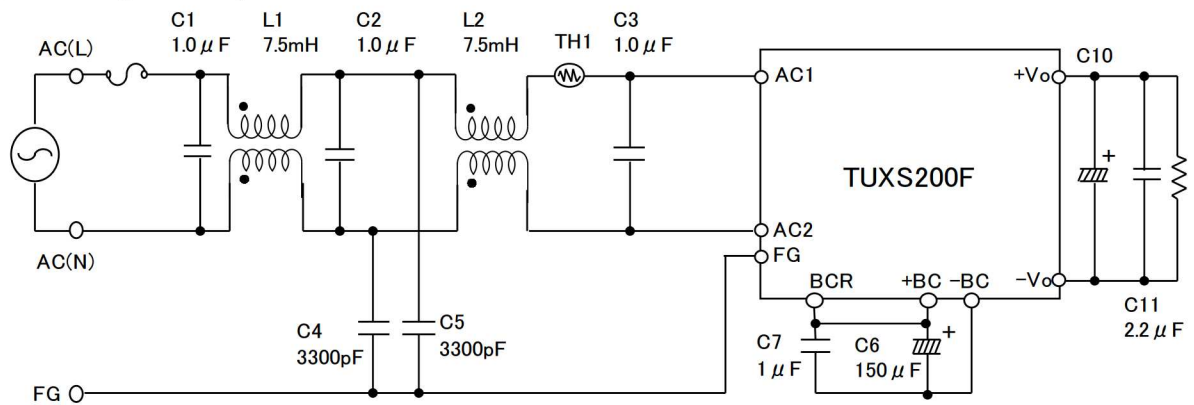 C1
1.0μF
L1
7.5mH
C2
1.0μF
L2
7.5mH
TH1
C3
1.0μF
AC(L)
AC(N)
AC1
AC2
FG
TUXS200F
+Vo
-Vo
BCR
+BC
-BC
C10
+
C11
2.2μF
C4
3300pF
C5
3300pF
C7
1μF
C6
150μF
+
FG